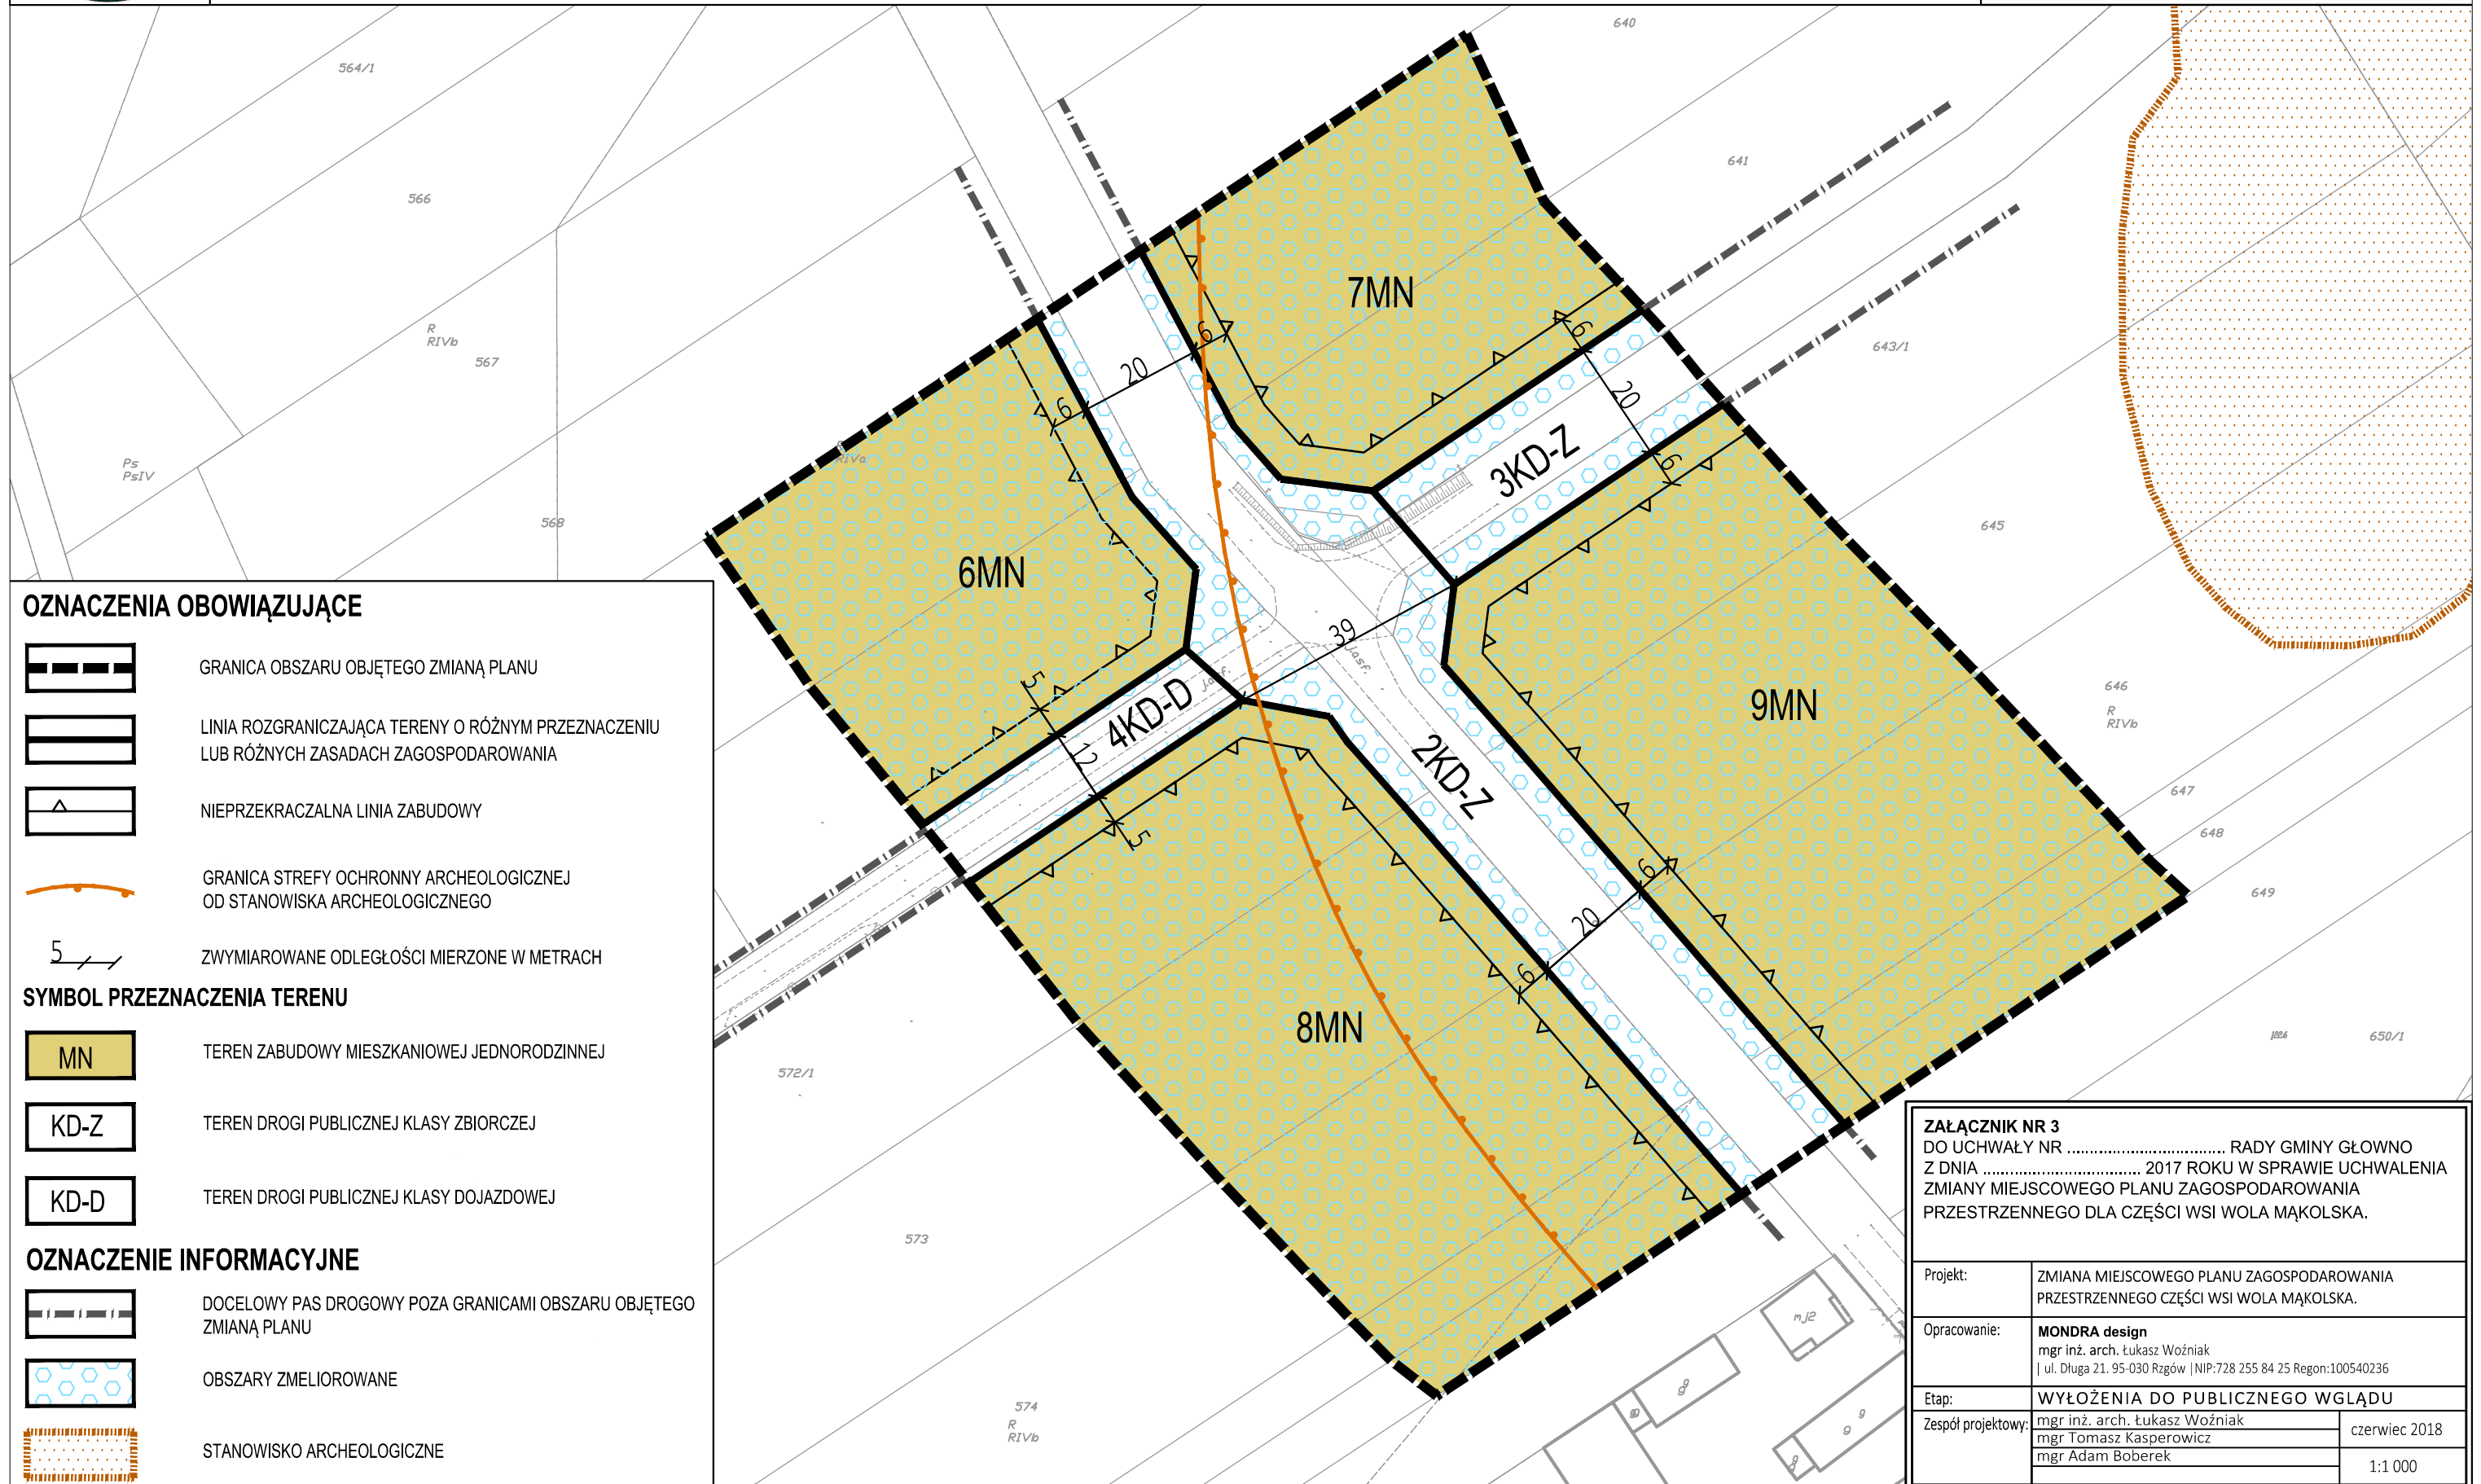 640
564/1
641
566
7MN
R
RIVb
567
643/1
6
20
6
6
20
6
Ps
PsIV
RIVa
3KD-Z
568
645
6MN
39
jasf.
jasf.
5
4KD-D
12
5
9MN
646
R
RIVb
2KD-Z
647
648
649
6
20
6
8MN
650/1
572/1
573
574
R
RIVb
mj2
g
g
g
g
OZNACZENIA OBOWIĄZUJĄCE
GRANICA OBSZARU OBJĘTEGO ZMIANĄ PLANU
LINIA ROZGRANICZAJĄCA TERENY O RÓŻNYM PRZEZNACZENIU
LUB RÓŻNYCH ZASADACH ZAGOSPODAROWANIA
NIEPRZEKRACZALNA LINIA ZABUDOWY
GRANICA STREFY OCHRONNY ARCHEOLOGICZNEJ
OD STANOWISKA ARCHEOLOGICZNEGO
5 ZWYMIAROWANE ODLEGŁOŚCI MIERZONE W METRACH
SYMBOL PRZEZNACZENIA TERENU
MN TEREN ZABUDOWY MIESZKANIOWEJ JEDNORODZINNEJ
KD-Z TEREN DROGI PUBLICZNEJ KLASY ZBIORCZEJ
KD-D TEREN DROGI PUBLICZNEJ KLASY DOJAZDOWEJ
OZNACZENIE INFORMACYJNE
DOCELOWY PAS DROGOWY POZA GRANICAMI OBSZARU OBJĘTEGO
ZMIANĄ PLANU
OBSZARY ZMELIOROWANE
STANOWISKO ARCHEOLOGICZNE
ZAŁĄCZNIK NR 3
DO UCHWAŁY NR ................................ RADY GMINY GŁOWNO
Z DNIA ................................ 2017 ROKU W SPRAWIE UCHWALENIA
ZMIANY MIEJSCOWEGO PLANU ZAGOSPODAROWANIA
PRZESTRZENNEGO DLA CZĘŚCI WSI WOLA MĄKOLSKA.
Projekt: ZMIANA MIEJSCOWEGO PLANU ZAGOSPODAROWANIA
PRZESTRZENNEGO CZĘŚCI WSI WOLA MĄKOLSKA.
Opracowanie: MONDRA design
mgr inż. arch. Łukasz Woźniak
| ul. Długa 21. 95-030 Rzgów | NIP:728 255 84 25 Regon:100540236
Etap: WYŁOŻENIA DO PUBLICZNEGO WGLĄDU
Zespół projektowy: mgr inż. arch. Łukasz Woźniak
mgr Tomasz Kasperowicz
mgr Adam Boberek
czerwiec 2018
1:1 000